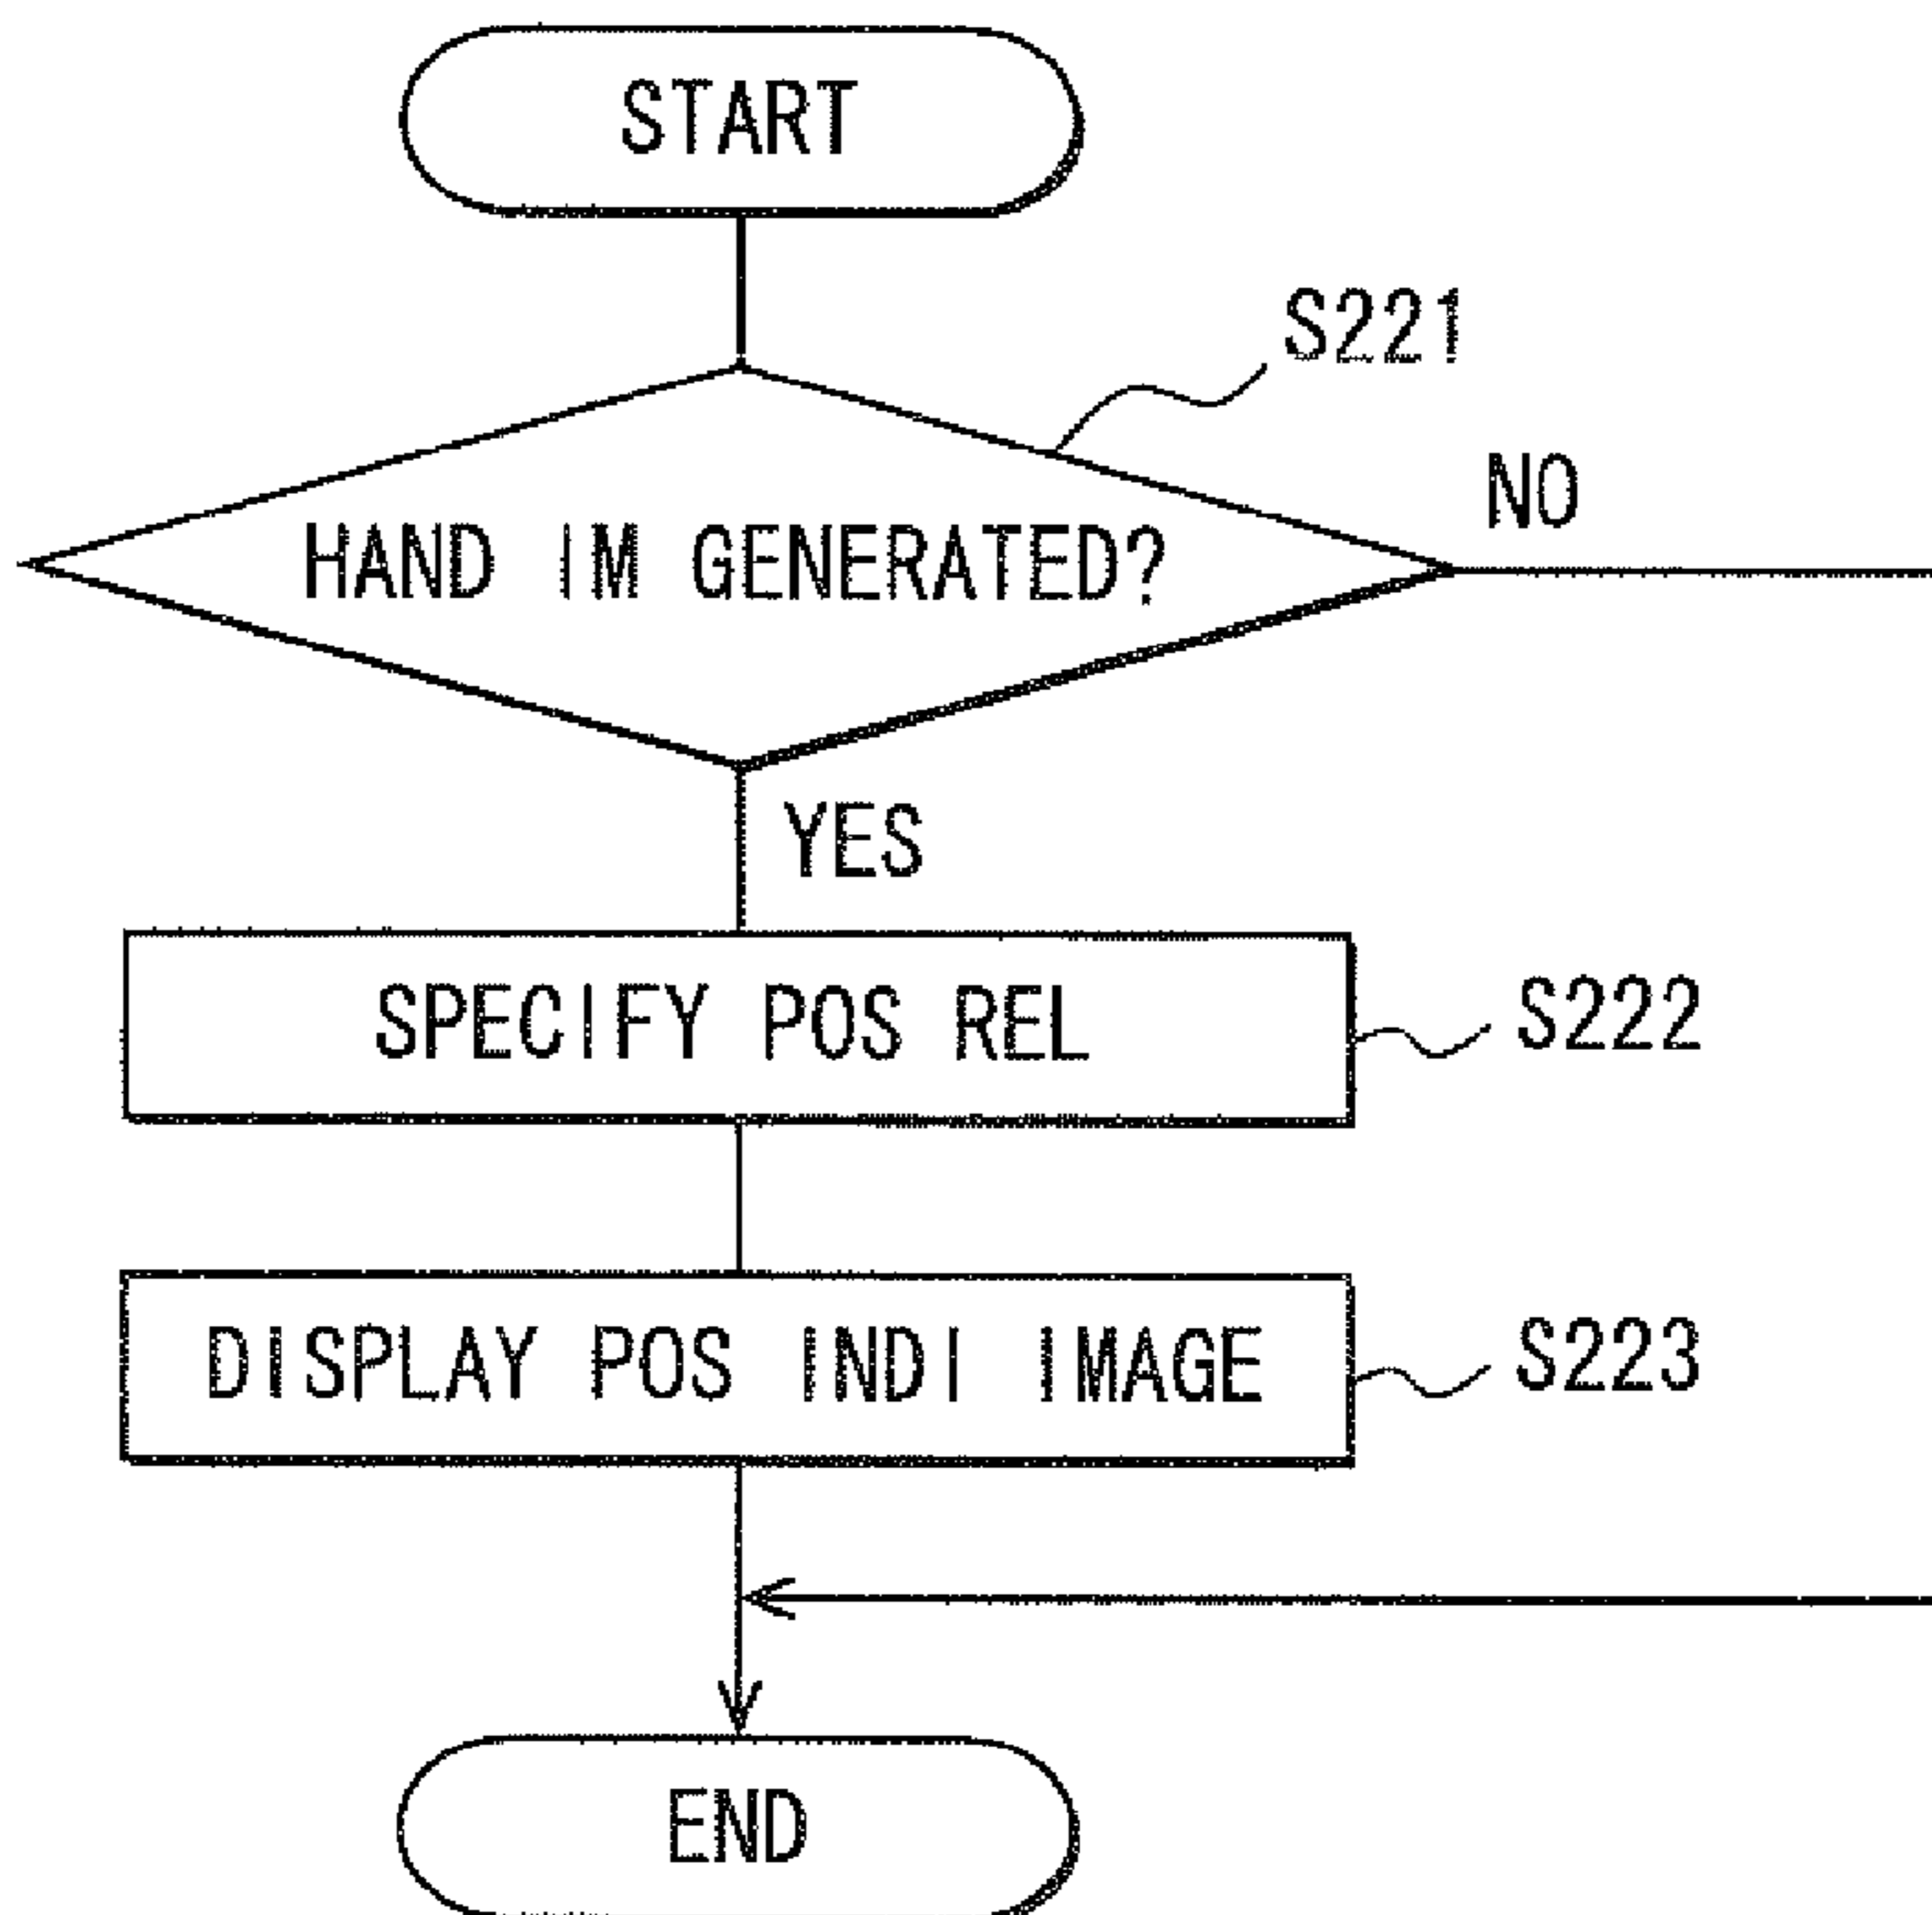 START
S221
HAND IM GENERATED?
NO
YES
SPECIFY POS REL
S222
DISPLAY POS INDI IMAGE
S223
END